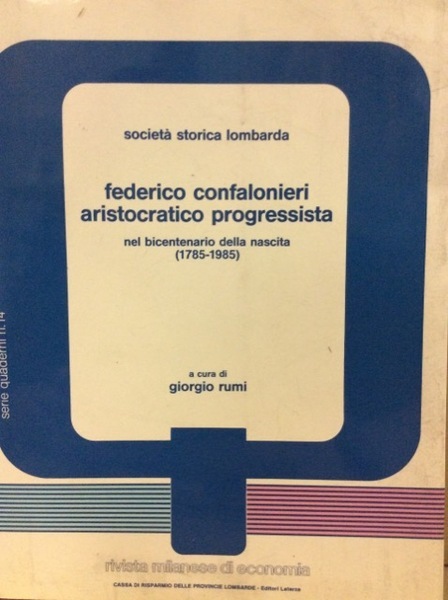 società storica lombarda
federico confalonieri
aristocratico progressista
nel bicentenario della nascita
(1785-1985)
a cura di
giorgio rumi
serie quaderni n. 14
rivista milanese di economia
CASSA DI RISPARMIO DELLE PROVINCIE LOMBARDE - Editori Laterza